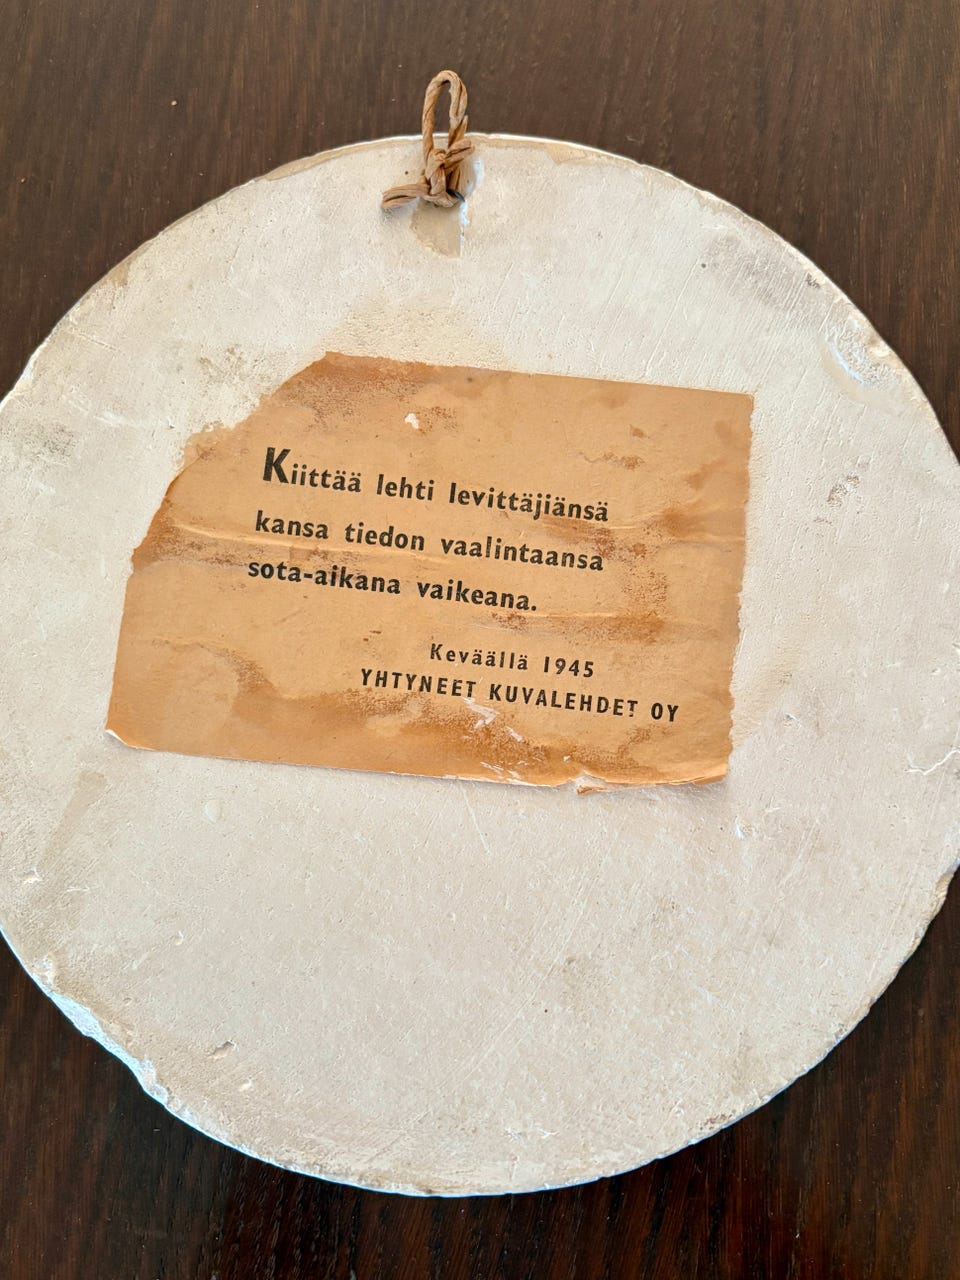 Kiittää lehti levittäjiänsä
kansa tiedon vaalintaansa
sota-aikana vaikeana.
Keväällä 1945
YHTYNEET KUVALEHDET OY